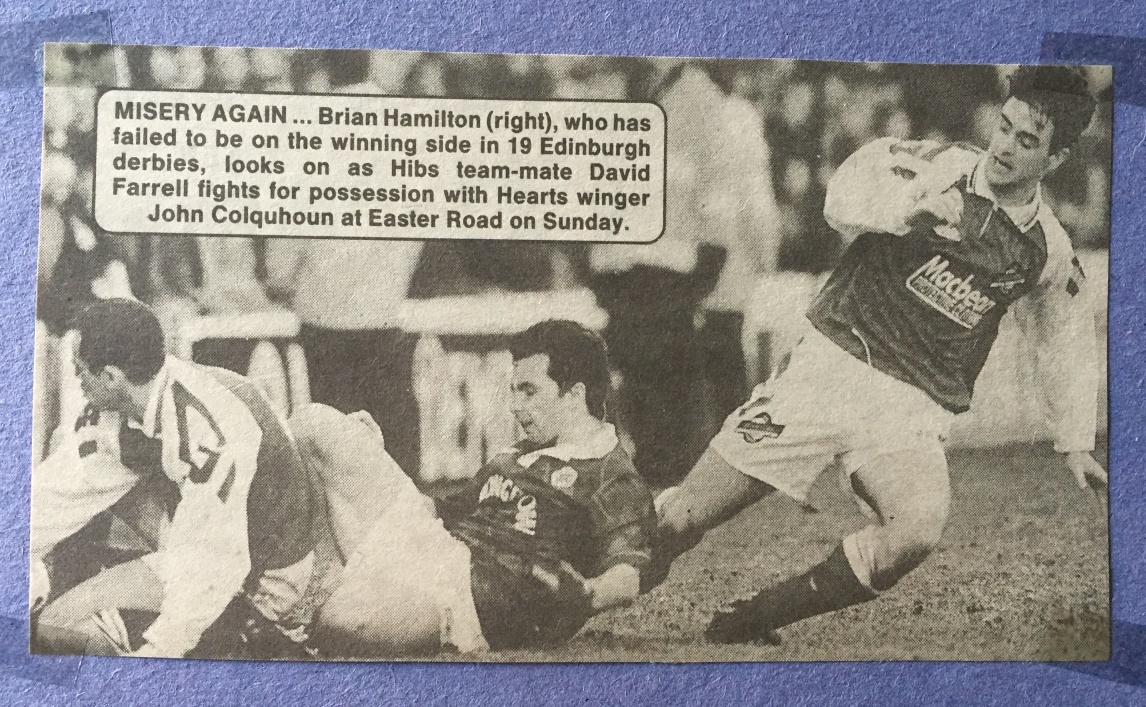 MISERY AGAIN ... Brian Hamilton (right), who has
failed to be on the winning side in 19 Edinburgh
derbies, looks on as Hibs team-mate David
Farrell fights for possession with Hearts winger
John Colquhoun at Easter Road on Sunday.
Macbean